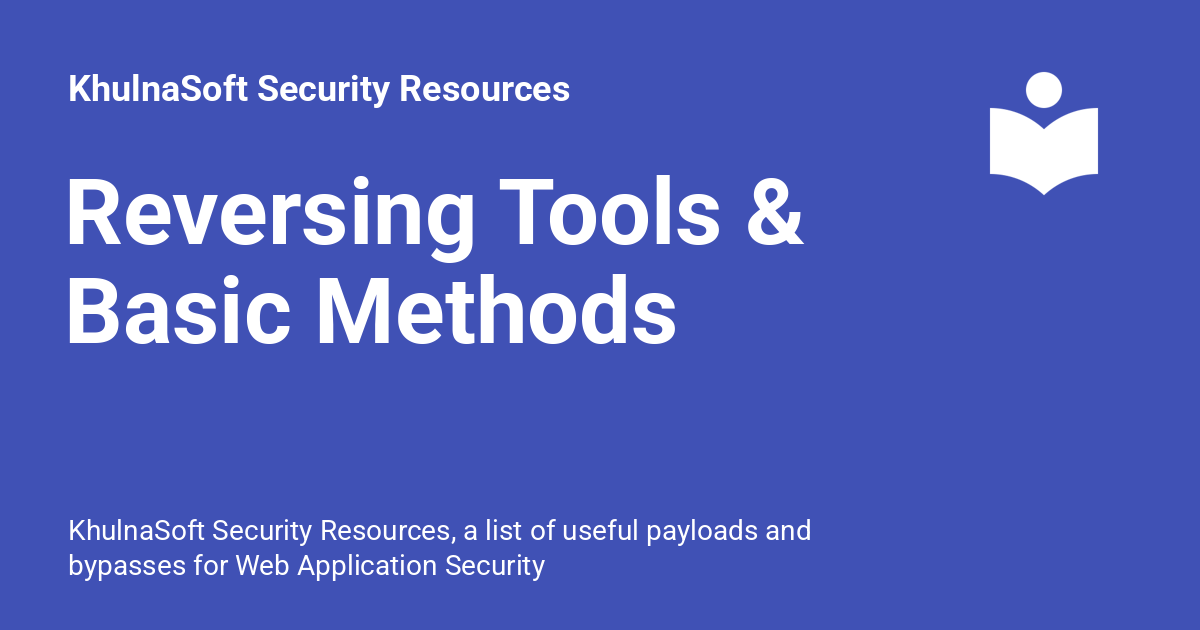 KhulnaSoft Security Resources
Reversing Tools &
Basic Methods
KhulnaSoft Security Resources, a list of useful payloads and
bypasses for Web Application Security